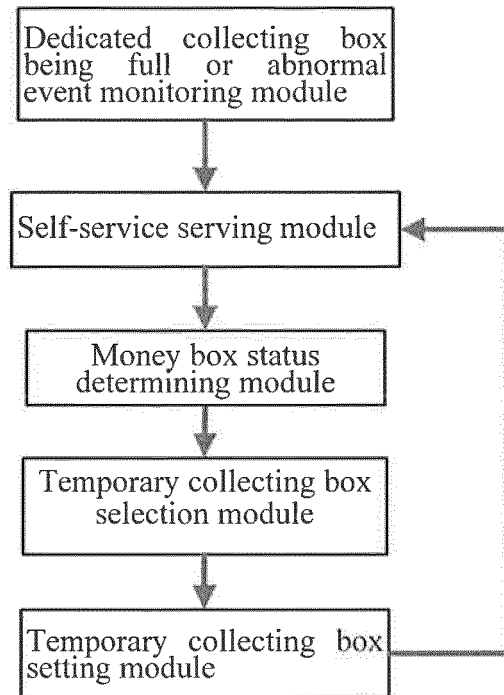 Dedicated collecting box
being full or abnormal
event monitoring module
Self-service serving module
Money box status
determining module
Temporary collecting box
selection module
Temporary collecting box
setting module